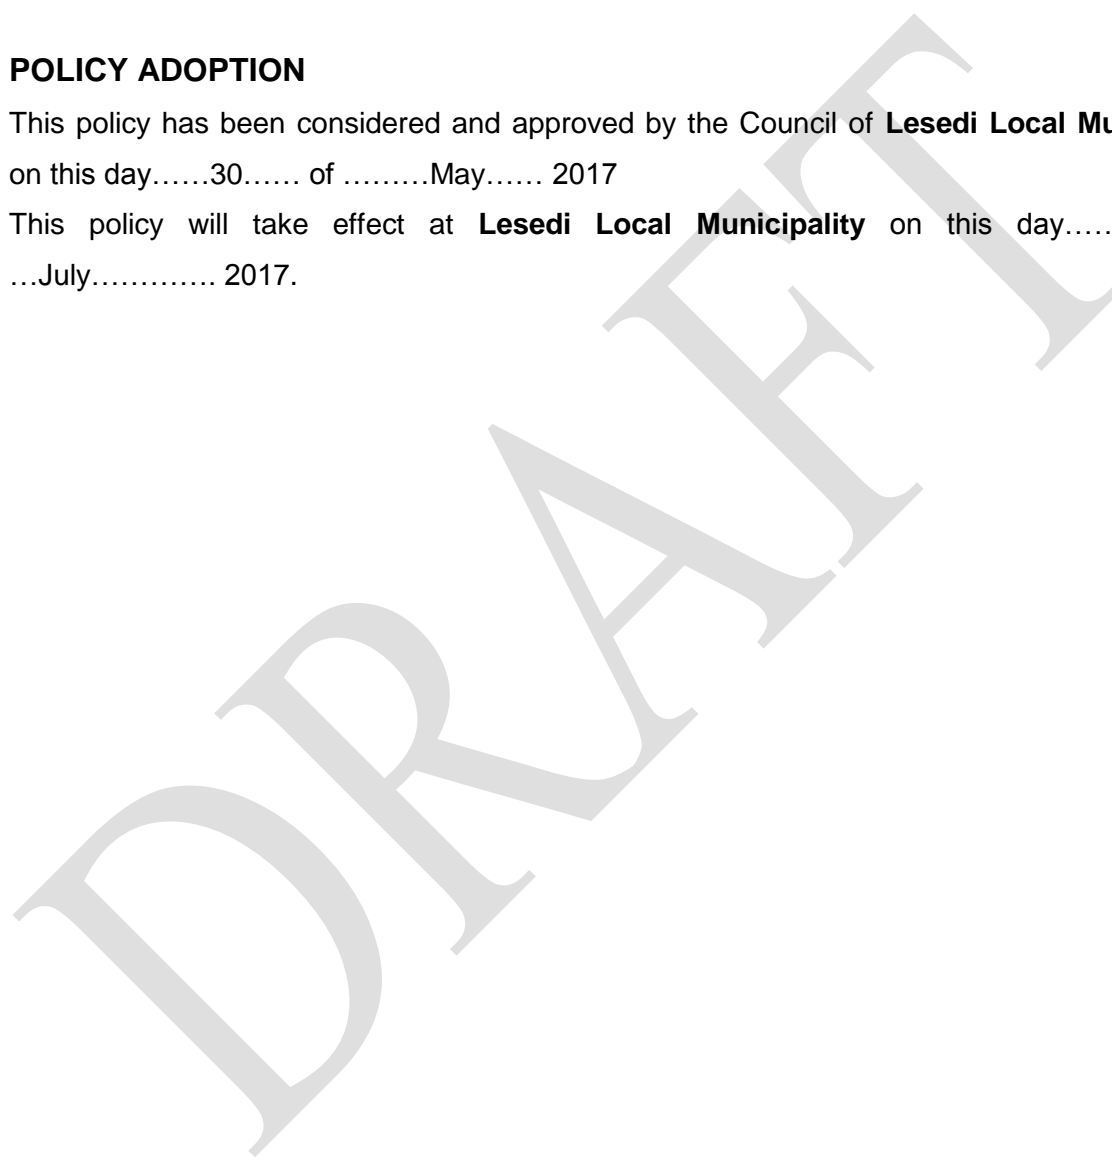 POLICY ADOPTION
This policy has been considered and approved by the Council of Lesedi Local Mu
on this day……30…… of ………May…… 2017
This policy will take effect at Lesedi Local Municipality on this day……
…July…………. 2017.
DRAFT